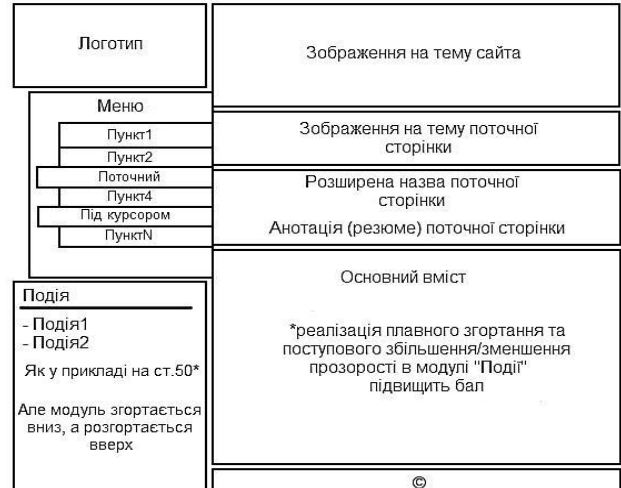 Логотип
Зображення на тему сайта
Меню
Пункт1
Пункт2
Поточний
Пункт4
Під курсором
ПунктN
Зображення на тему поточної
сторінки
Розширена назва поточної
сторінки
Анотація (резюме) поточної сторінки
Подія
- Подія1
- Подія2
Як у прикладі на ст.50*
Але модуль згортається
вниз, а розгортається
вверх
Основний вміст
*реалізація плавного згортання та
поступового збільшення/зменшення
прозорості в модулі "Події"
підвищить бал
©